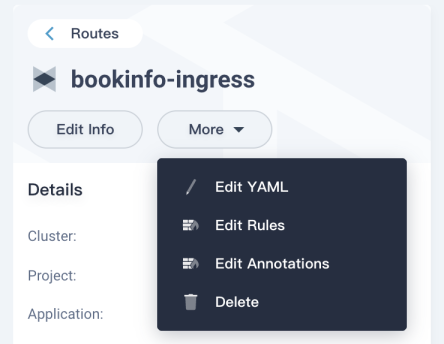 Routes
bookinfo-ingress
Edit Info
More
Edit YAML
Edit Rules
Edit Annotations
Delete
Details
Cluster:
Project:
Application: